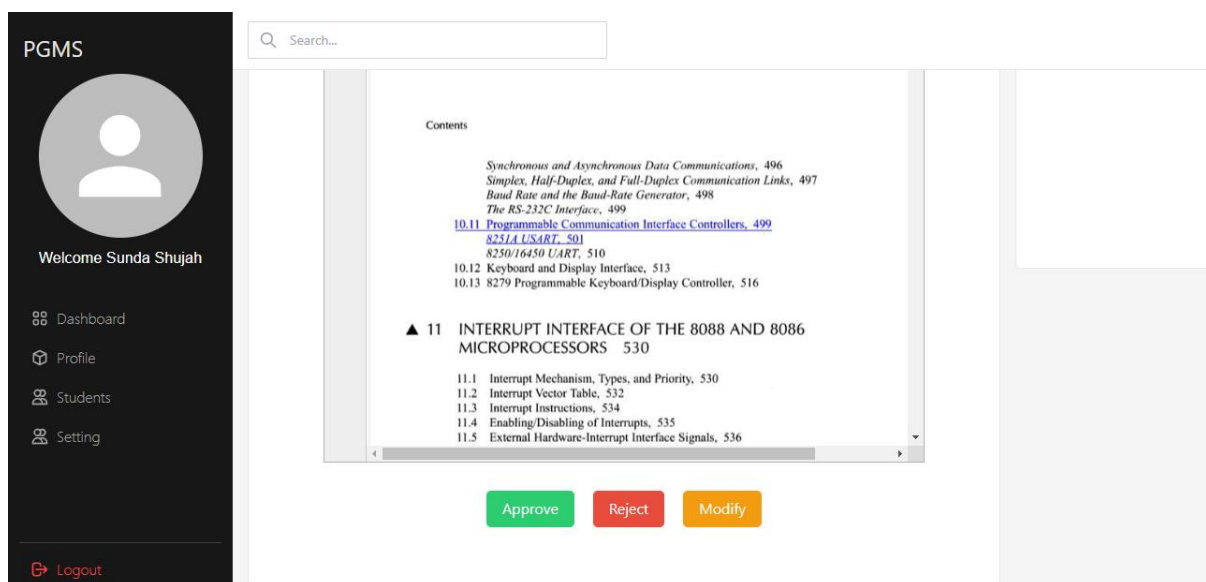 PGMS
Search...
Welcome Sunda Shujah
Dashboard
Profile
Students
Setting
Logout
Contents
Synchronous and Asynchronous Data Communications, 496
Simplex, Half-Duplex, and Full-Duplex Communication Links, 497
Baud Rate and the Baud-Rate Generator, 498
The RS-232C Interface, 499
10.11 Programmable Communication Interface Controllers, 499
8251A USART, 501
8250/16450 UART, 510
10.12 Keyboard and Display Interface, 513
10.13 8279 Programmable Keyboard/Display Controller, 516
▲ 11 INTERRUPT INTERFACE OF THE 8088 AND 8086
MICROPROCESSORS 530
11.1 Interrupt Mechanism, Types, and Priority, 530
11.2 Interrupt Vector Table, 532
11.3 Interrupt Instructions, 534
11.4 Enabling/Disabling of Interrupts, 535
11.5 External Hardware-Interrupt Interface Signals, 536
Approve Reject Modify